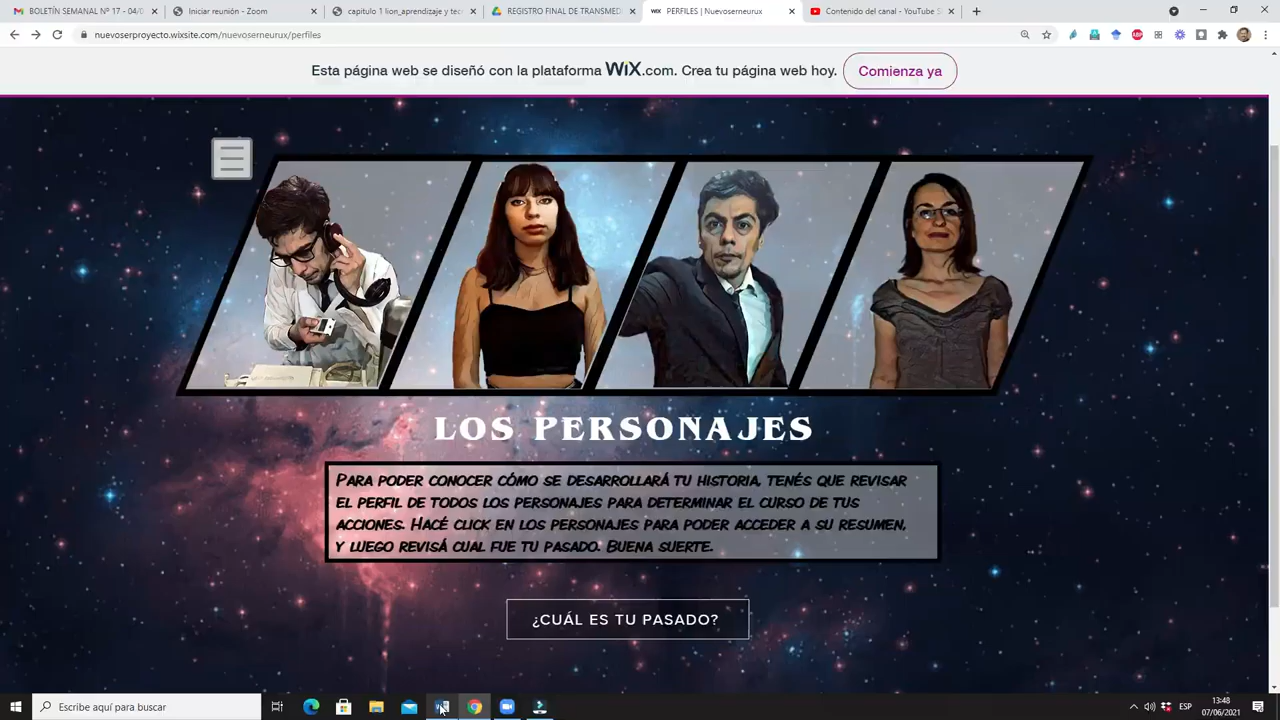 BOLETÍN SEMANAL Nº 17 - 04/0
Iniciar reunión - Zoom
capitulo 1 lion_aprendizaje y tec
REGISTRO FINAL DE TRANSMED
PERFILES | Nuevoserneurux
Contenido del canal - YouTube S
nuevoserproyecto.wixsite.com/nuevoserneurux/perfiles
Esta página web se diseñó con la plataforma WiX.com. Crea tu página web hoy.
Comienza ya
LOS PERSONAJES
PARA PODER CONOCER CÓMO SE DESARROLLARÁ TU HISTORIA, TENÉS QUE REVISAR
EL PERFIL DE TODOS LOS PERSONAJES PARA DETERMINAR EL CURSO DE TUS
ACCIONES. HACÉ CLICK EN LOS PERSONAJES PARA PODER ACCEDER A SU RESUMEN,
Y LUEGO REVISÁ CUAL FUE TU PASADO. BUENA SUERTE.
¿CUÁL ES TU PASADO?
Escribe aquí para buscar
ESP
13:48
07/06/2021